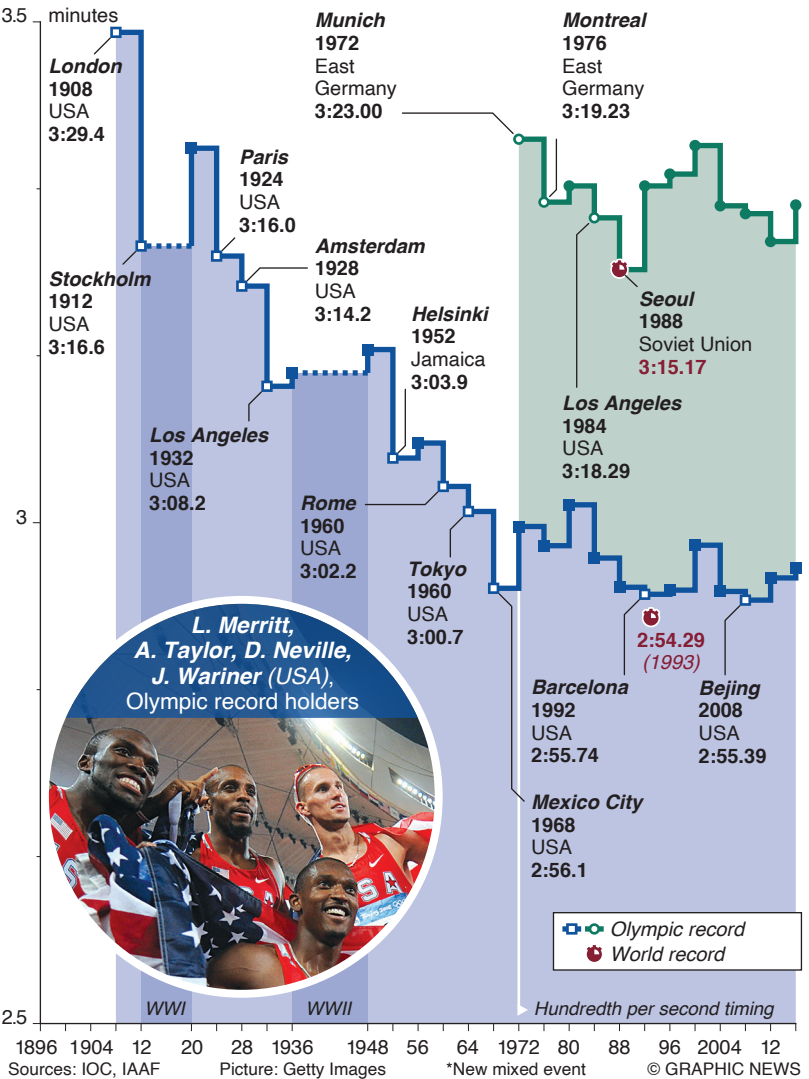 3.5 minutes
London
1908
USA
3:29.4
Stockholm
1912
USA
3:16.6
Paris
1924
USA
3:16.0
Amsterdam
1928
USA
3:14.2
Los Angeles
1932
USA
3:08.2
Helsinki
1952
Jamaica
3:03.9
Rome
1960
USA
3:02.2
Tokyo
1960
USA
3:00.7
Munich
1972
East
Germany
3:23.00
Montreal
1976
East
Germany
3:19.23
Seoul
1988
Soviet Union
3:15.17
Los Angeles
1984
USA
3:18.29
3
2:54.29
(1993)
Barcelona
1992
USA
2:55.74
Bejing
2008
USA
2:55.39
Mexico City
1968
USA
2:56.1
L. Merritt,
A. Taylor, D. Neville,
J. Wariner (USA),
Olympic record holders
Olympic record
World record
WWI
WWII
Hundredth per second timing
2.5
1896 1904 12 20 28 1936 1948 56 64 1972 80 88 96 2004 12
Sources: IOC, IAAF
Picture: Getty Images
*New mixed event
© GRAPHIC NEWS